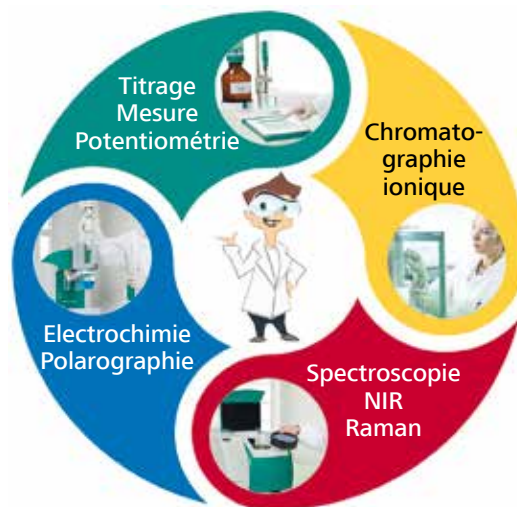 Titrage
Mesure
Potentiométrie
Chromato-
graphie
ionique
Electrochimie
Polarographie
Spectroscopie
NIR
Raman